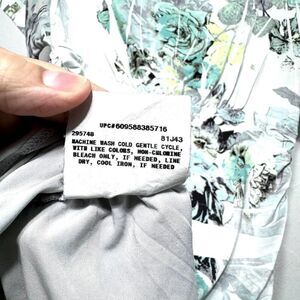 UPC#609588385716
29574B 81J43
MACHINE WASH COLD GENTLE CYCLE,
WITH LIKE COLORS, NON-CHLORINE
BLEACH ONLY, IF NEEDED, LINE
DRY, COOL IRON, IF NEEDED